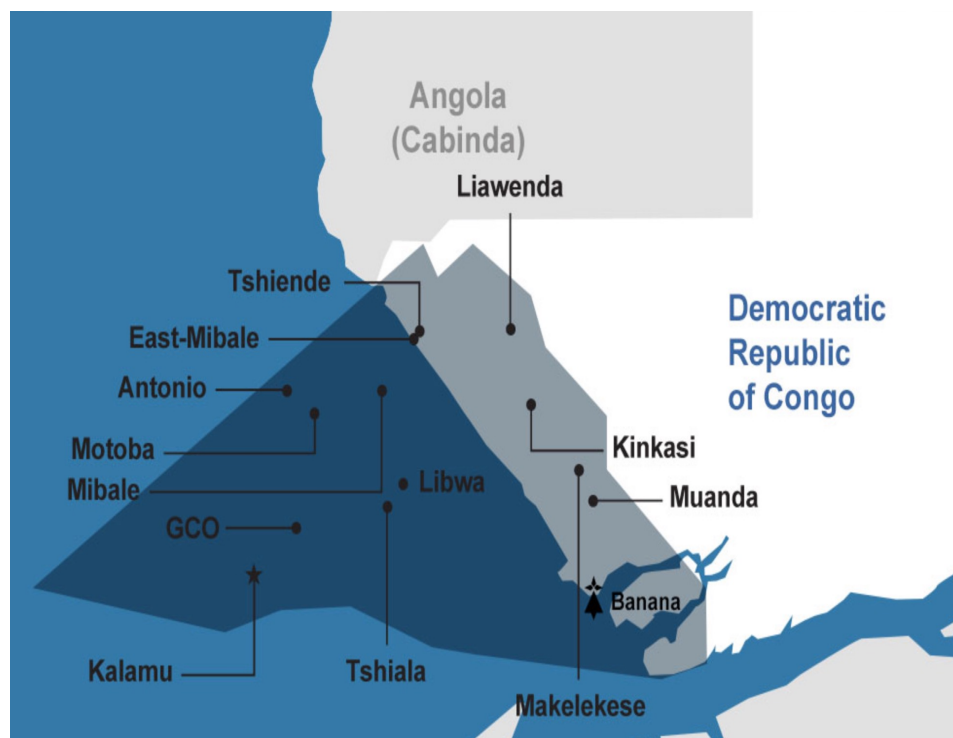 Angola
(Cabinda)
Liawenda
Tshiende
East-Mibale
Democratic
Republic
of Congo
Antonio
Motoba
Kinkasi
Mibale
Libwa
Muanda
GCO
Banana
Kalamu
Tshiala
Makelekese